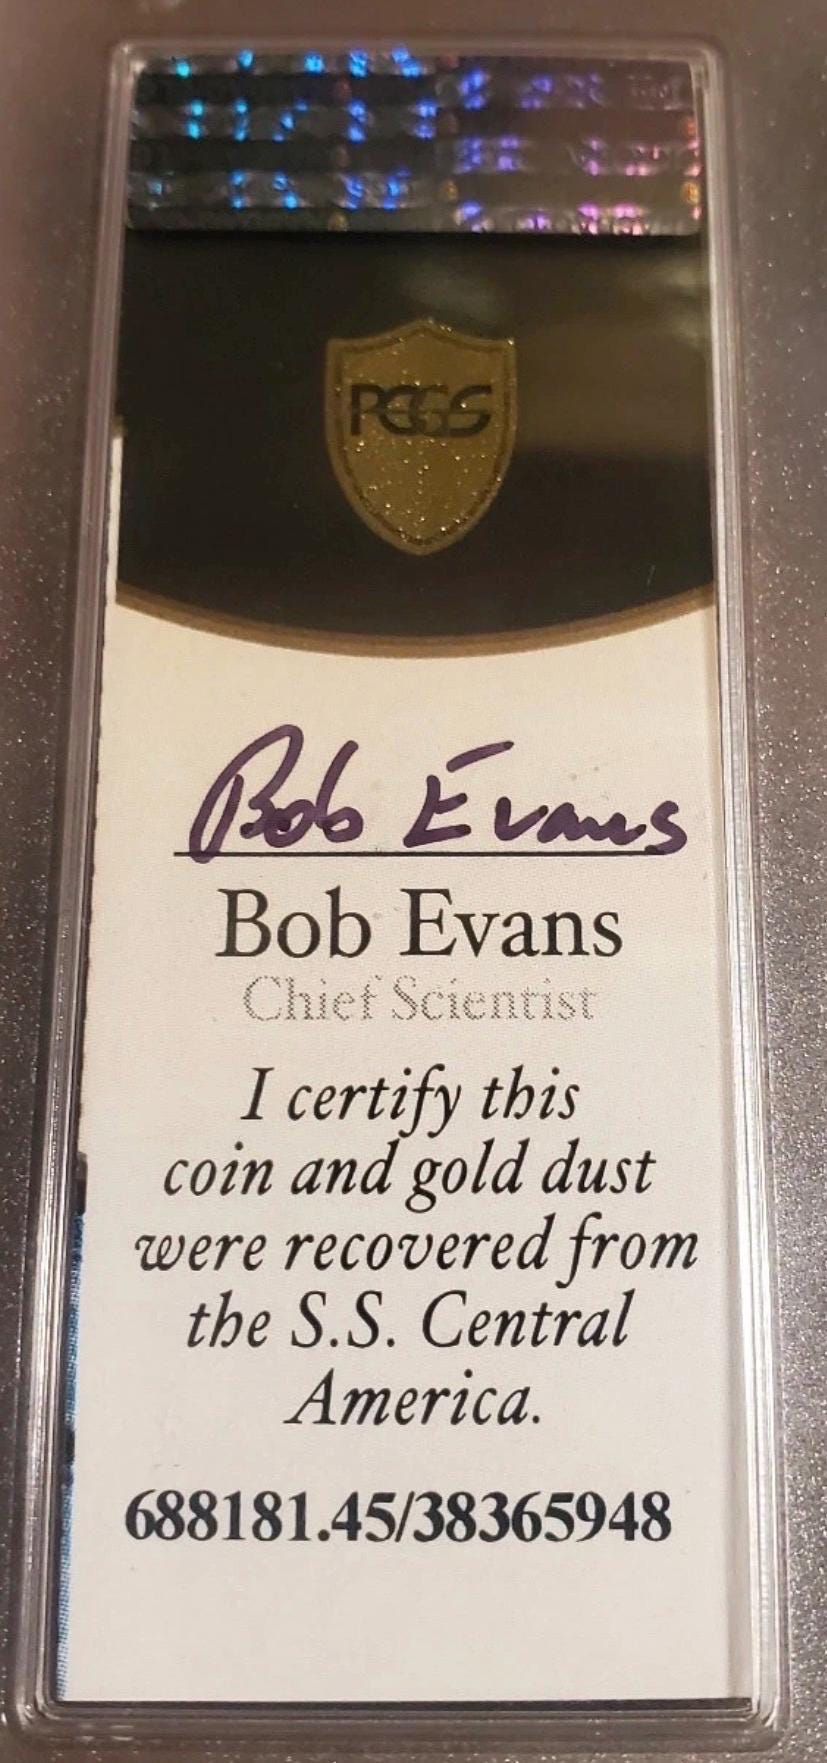 PCGS
Bob Evans
Bob Evans
Chief Scientist
I certify this
coin and gold dust
were recovered from
the S.S. Central
America.
688181.45/38365948